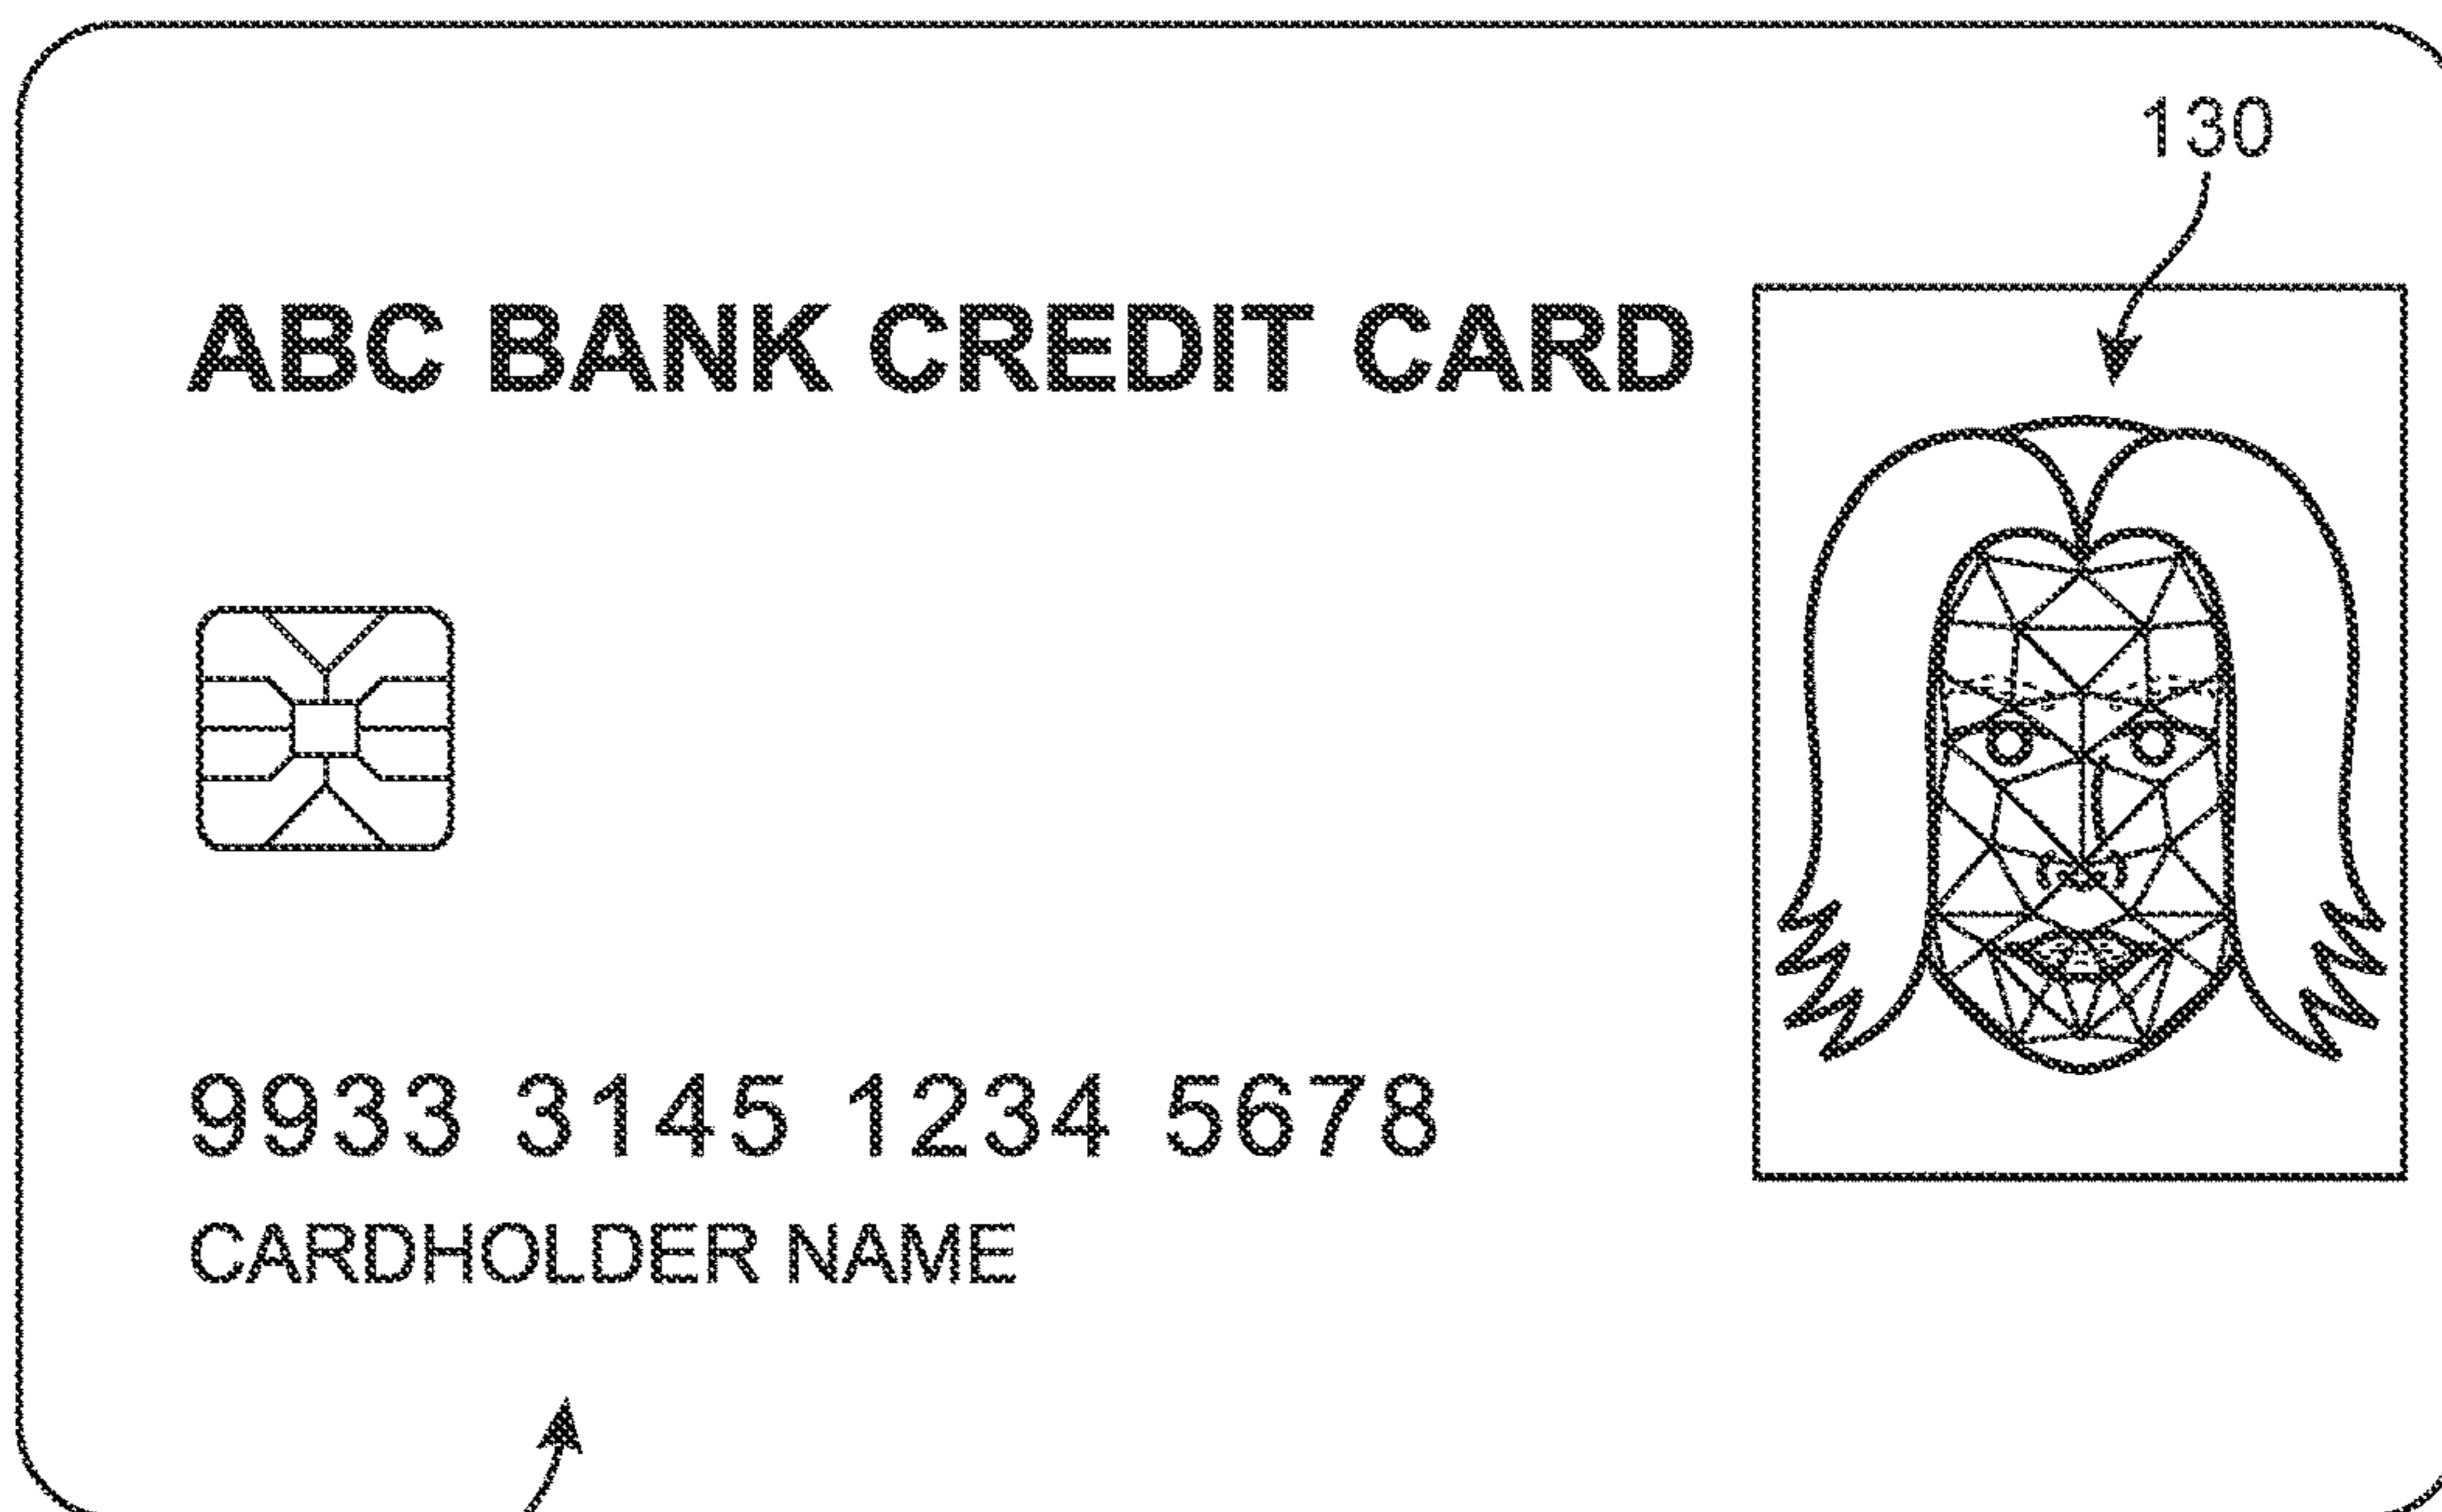 130
ABC BANK CREDIT CARD
9933 3145 1234 5678
CARDHOLDER NAME